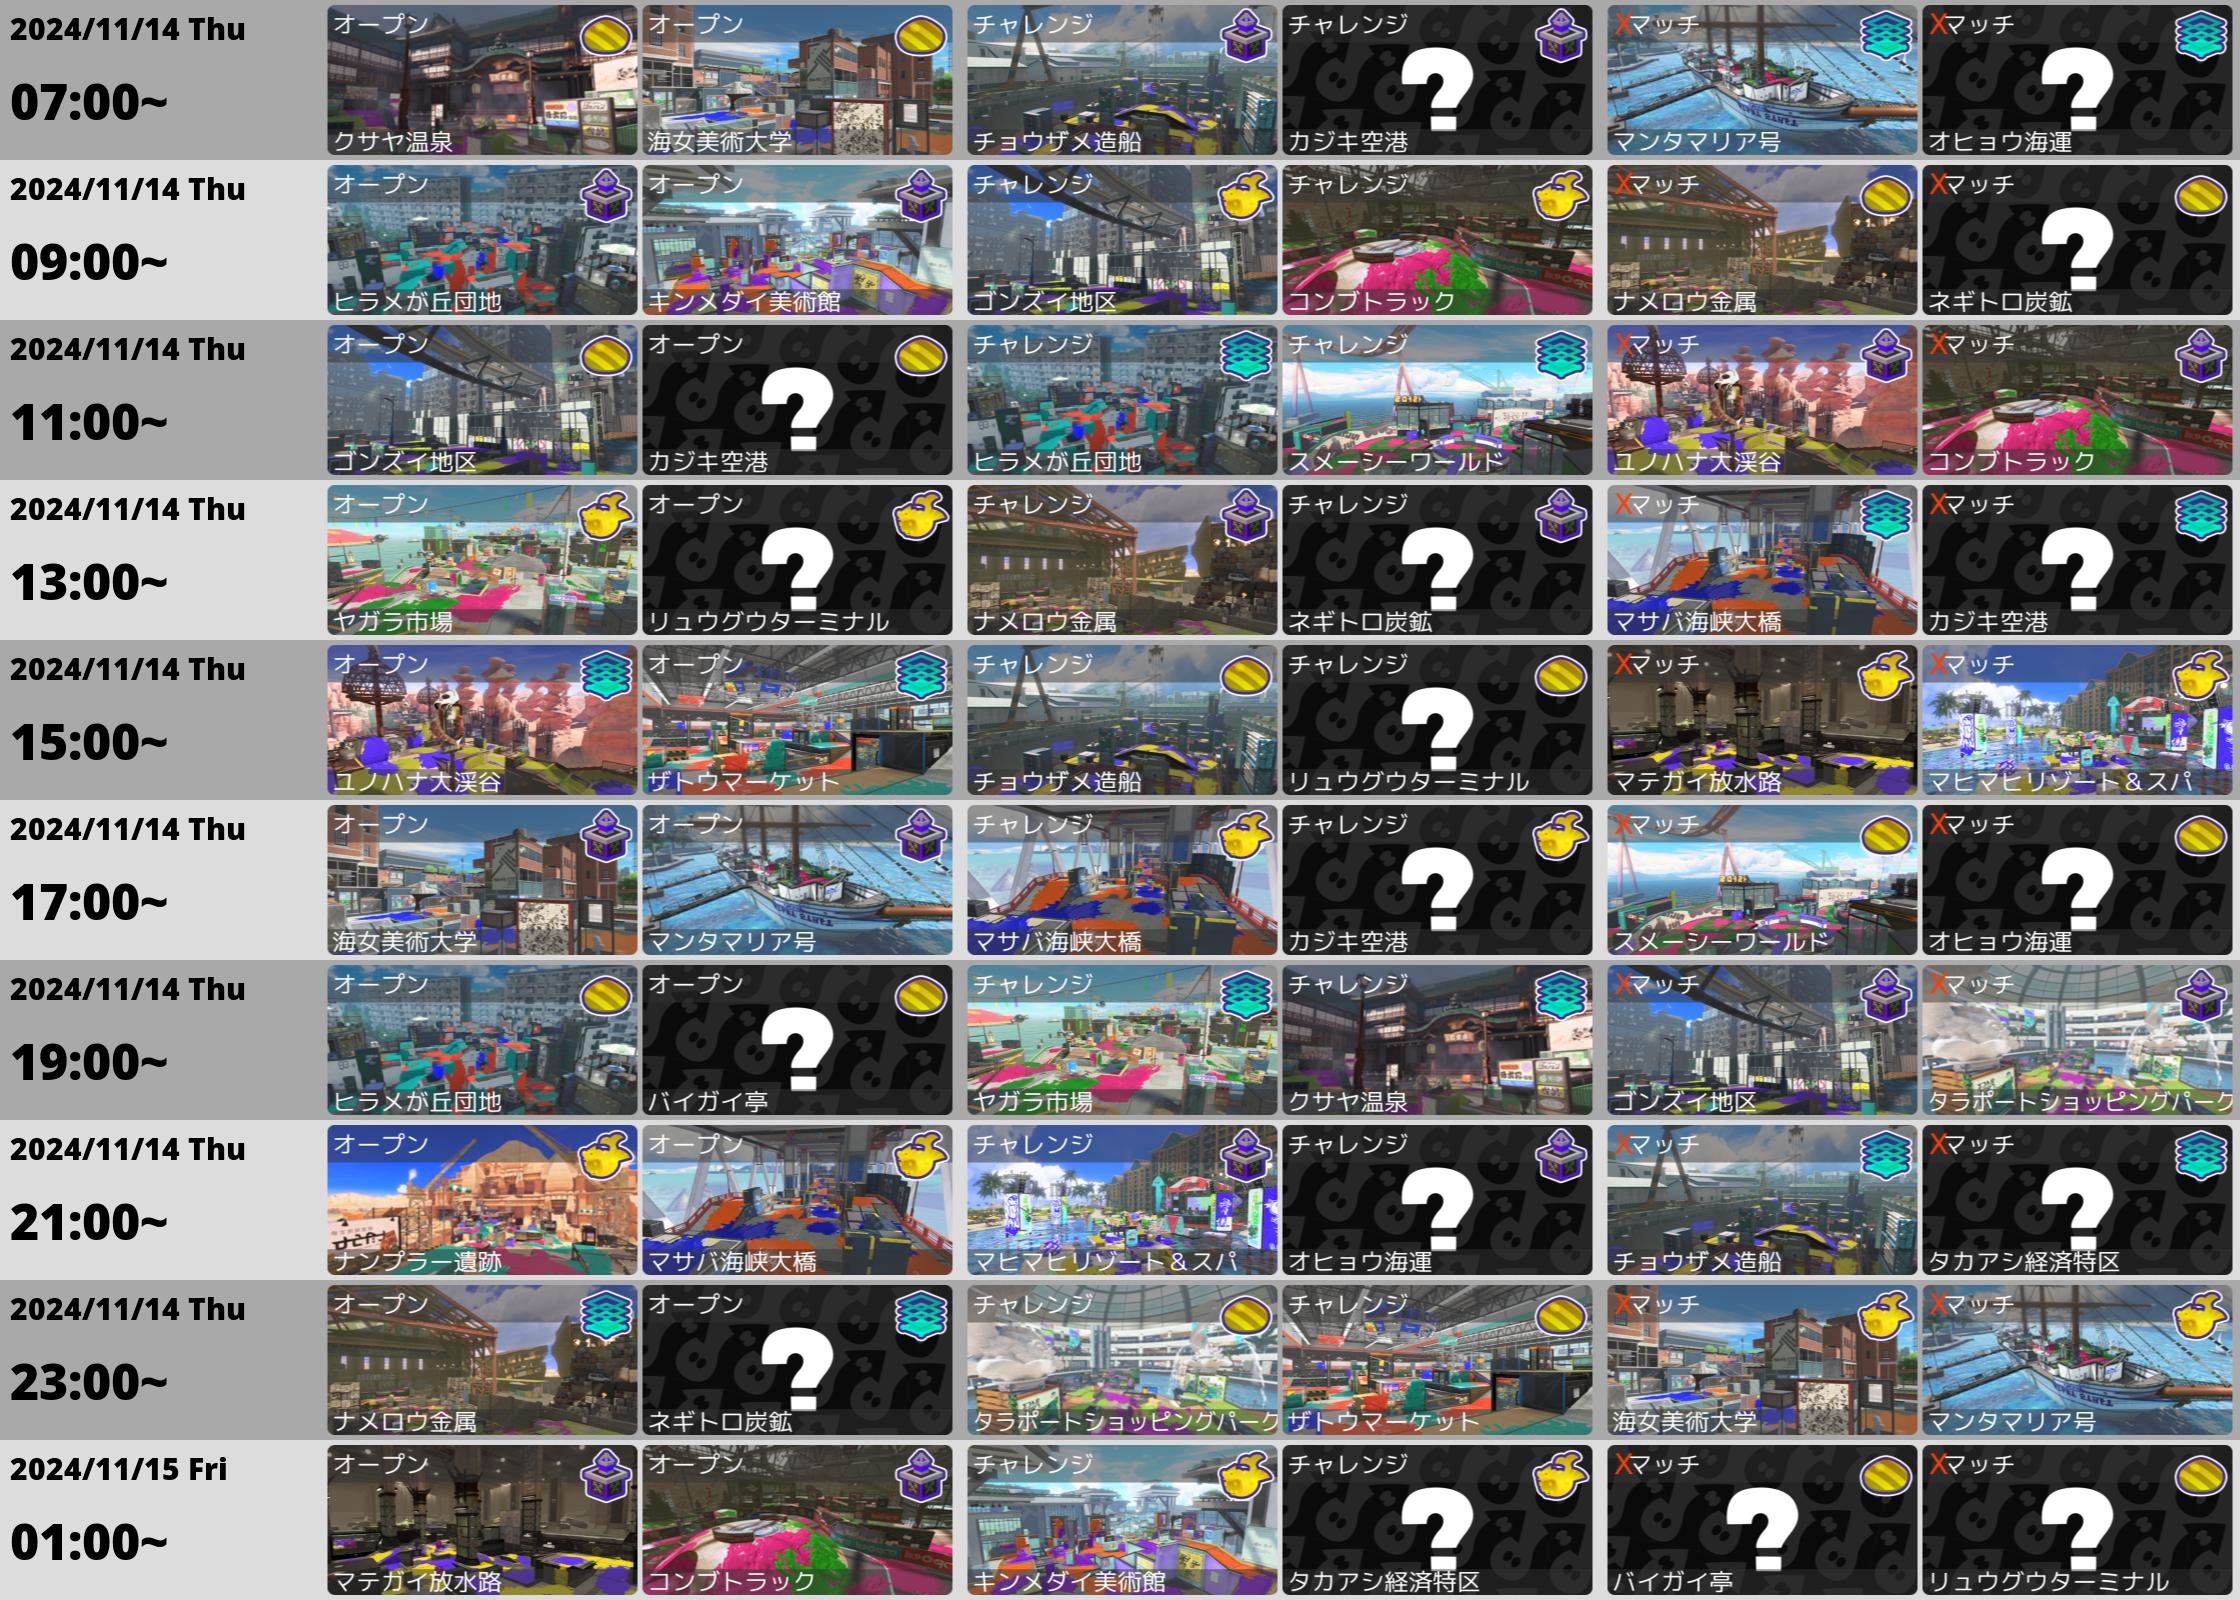 2024/11/14 Thu
07:00~
オープン
クサヤ温泉
オープン
海女美術大学
チャレンジ
チョウザメ造船
チャレンジ
?
カジキ空港
Xマッチ
マンタマリア号
Xマッチ
?
オヒョウ海運
2024/11/14 Thu
09:00~
オープン
ヒラメが丘団地
オープン
キンメダイ美術館
チャレンジ
ゴンズイ地区
チャレンジ
コンブトラック
Xマッチ
ナメロウ金属
Xマッチ
?
ネギトロ炭鉱
2024/11/14 Thu
11:00~
オープン
ゴンズイ地区
オープン
?
カジキ空港
チャレンジ
ヒラメが丘団地
チャレンジ
スメーシーワールド
Xマッチ
ユノハナ大渓谷
Xマッチ
コンブトラック
2024/11/14 Thu
13:00~
オープン
ヤガラ市場
オープン
?
リュウグウターミナル
チャレンジ
ナメロウ金属
チャレンジ
?
ネギトロ炭鉱
Xマッチ
マサバ海峡大橋
Xマッチ
?
カジキ空港
2024/11/14 Thu
15:00~
オープン
ユノハナ大渓谷
オープン
ザトウマーケット
チャレンジ
チョウザメ造船
チャレンジ
?
リュウグウターミナル
Xマッチ
マテガイ放水路
Xマッチ
マヒマヒリゾート＆スパ
2024/11/14 Thu
17:00~
オープン
海女美術大学
オープン
マンタマリア号
チャレンジ
マサバ海峡大橋
チャレンジ
?
カジキ空港
Xマッチ
スメーシーワールド
Xマッチ
?
オヒョウ海運
2024/11/14 Thu
19:00~
オープン
ヒラメが丘団地
オープン
?
バイガイ亭
チャレンジ
ヤガラ市場
チャレンジ
クサヤ温泉
Xマッチ
ゴンズイ地区
Xマッチ
タラポートショッピングパーク
2024/11/14 Thu
21:00~
オープン
ナンプラー遺跡
オープン
マサバ海峡大橋
チャレンジ
マヒマヒリゾート＆スパ
チャレンジ
?
オヒョウ海運
Xマッチ
チョウザメ造船
Xマッチ
?
タカアシ経済特区
2024/11/14 Thu
23:00~
オープン
ナメロウ金属
オープン
?
ネギトロ炭鉱
チャレンジ
タラポートショッピングパーク
チャレンジ
ザトウマーケット
Xマッチ
海女美術大学
Xマッチ
マンタマリア号
2024/11/15 Fri
01:00~
オープン
マテガイ放水路
オープン
コンブトラック
チャレンジ
キンメダイ美術館
チャレンジ
?
タカアシ経済特区
Xマッチ
?
バイガイ亭
Xマッチ
?
リュウグウターミナル